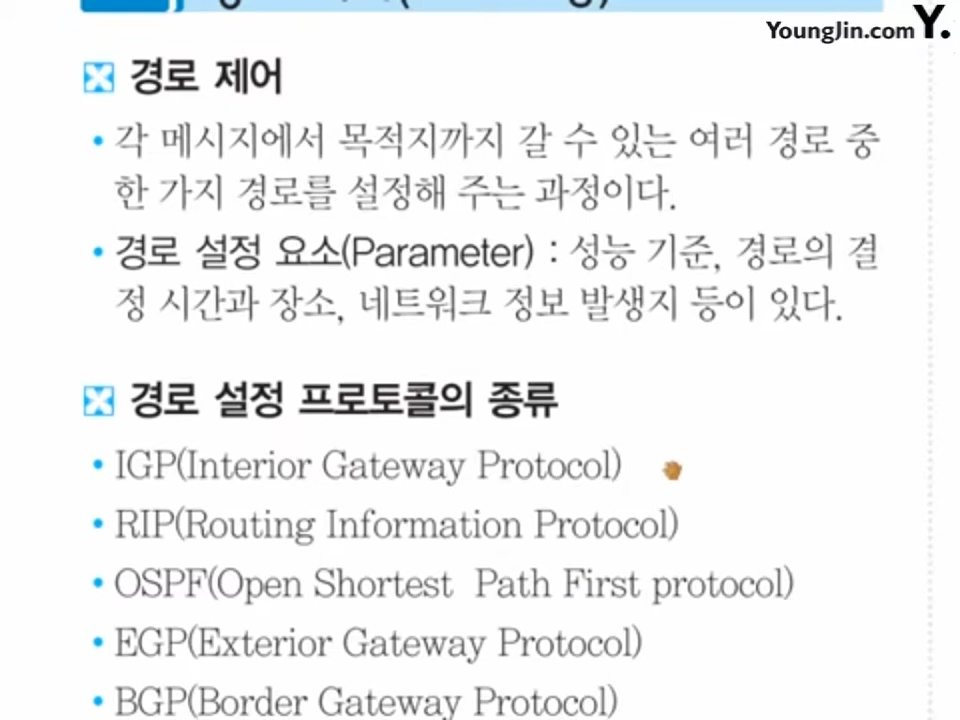 YoungJin.com Y.
경로 제어
• 각 메시지에서 목적지까지 갈 수 있는 여러 경로 중
한 가지 경로를 설정해 주는 과정이다.
• 경로 설정 요소(Parameter) : 성능 기준, 경로의 결
정 시간과 장소, 네트워크 정보 발생지 등이 있다.
경로 설정 프로토콜의 종류
• IGP(Interior Gateway Protocol)
• RIP(Routing Information Protocol)
• OSPF(Open Shortest Path First protocol)
• EGP(Exterior Gateway Protocol)
• BGP(Border Gateway Protocol)